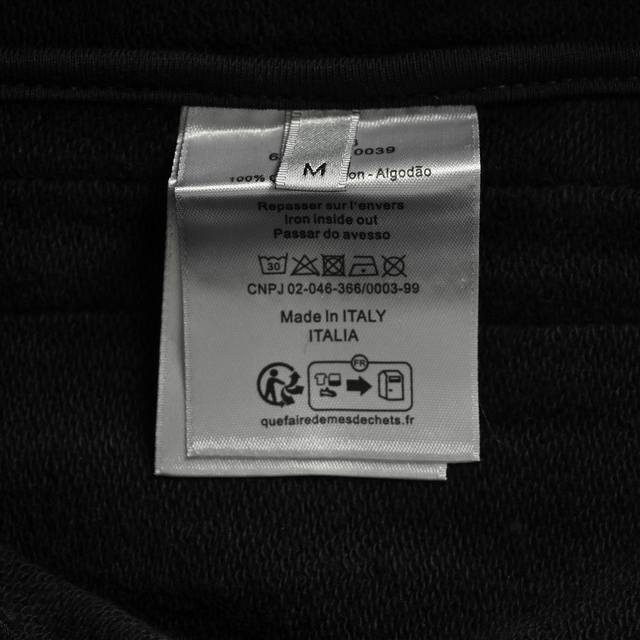 M
0039
100% on - Algodão
Repasser sur l'envers
Iron inside out
Passar do avesso
30
CNPJ 02-046-366/0003-99
Made In ITALY
ITALIA
FR
quefairedemesdechets.fr